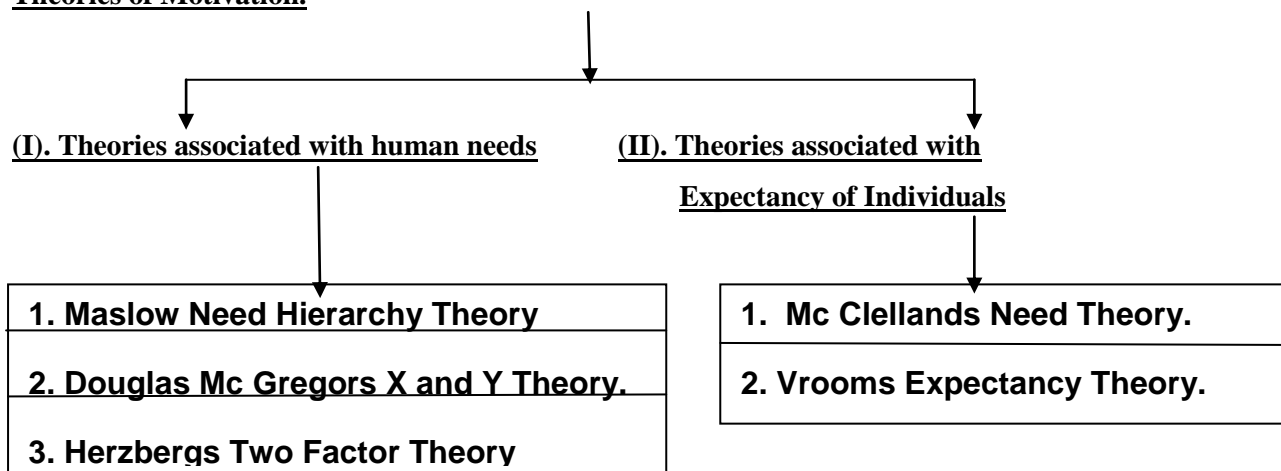 Theories of Motivation.
(I). Theories associated with human needs
(II). Theories associated with
Expectancy of Individuals
1. Maslow Need Hierarchy Theory
2. Douglas Mc Gregors X and Y Theory.
3. Herzbergs Two Factor Theory
1. Mc Clellands Need Theory.
2. Vrooms Expectancy Theory.